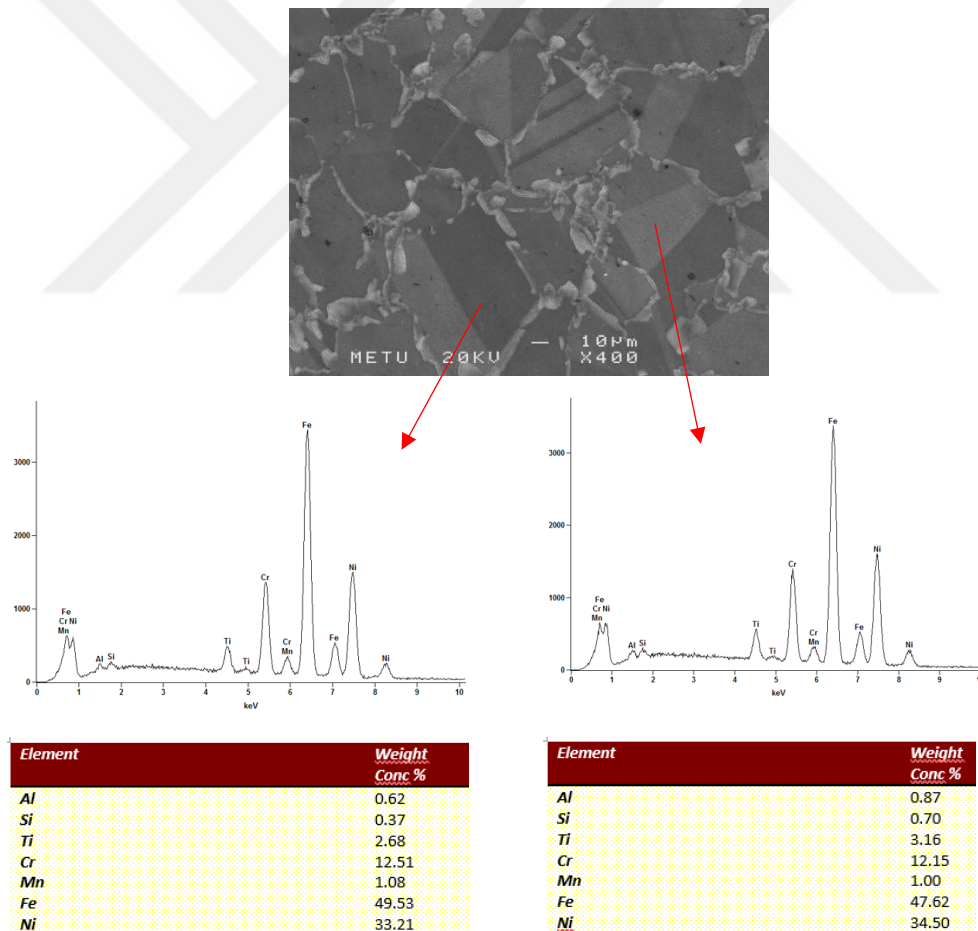 METU 20KV 10µm
X400
Fe
3000
2000
1000
0
Fe
Cr Ni
Mn
Al
Si
Ti
Ti
Cr
Cr
Mn
Fe
Ni
Ni
0 1 2 3 4 5 6 7 8 9 10
keV
Fe
3000
2000
1000
0
Fe
Cr Ni
Mn
Al
Si
Ti
Ti
Cr
Cr
Mn
Fe
Ni
Ni
0 1 2 3 4 5 6 7 8
keV
Element Weight
Conc %
Al 0.62
Si 0.37
Ti 2.68
Cr 12.51
Mn 1.08
Fe 49.53
Ni 33.21
Element Weight
Conc %
Al 0.87
Si 0.70
Ti 3.16
Cr 12.15
Mn 1.00
Fe 47.62
Ni 34.50